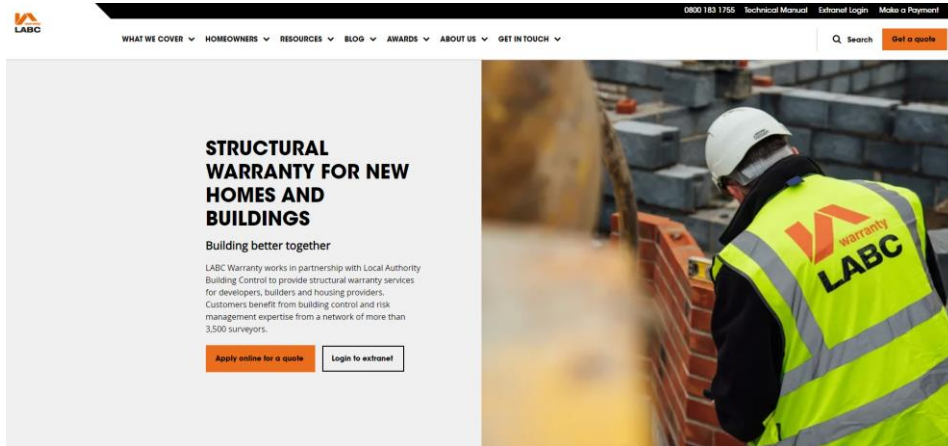 0800 183 1755 Technical Manual Extranet Login Make a Payment
warranty
LABC
WHAT WE COVER HOMEOWNERS RESOURCES BLOG AWARDS ABOUT US GET IN TOUCH
Search Get a quote
STRUCTURAL
WARRANTY FOR NEW
HOMES AND
BUILDINGS
Building better together
LABC Warranty works in partnership with Local Authority
Building Control to provide structural warranty services
for developers, builders and housing providers.
Customers benefit from building control and risk
management expertise from a network of more than
3,500 surveyors.
Apply online for a quote Login to extranet
warranty
LABC